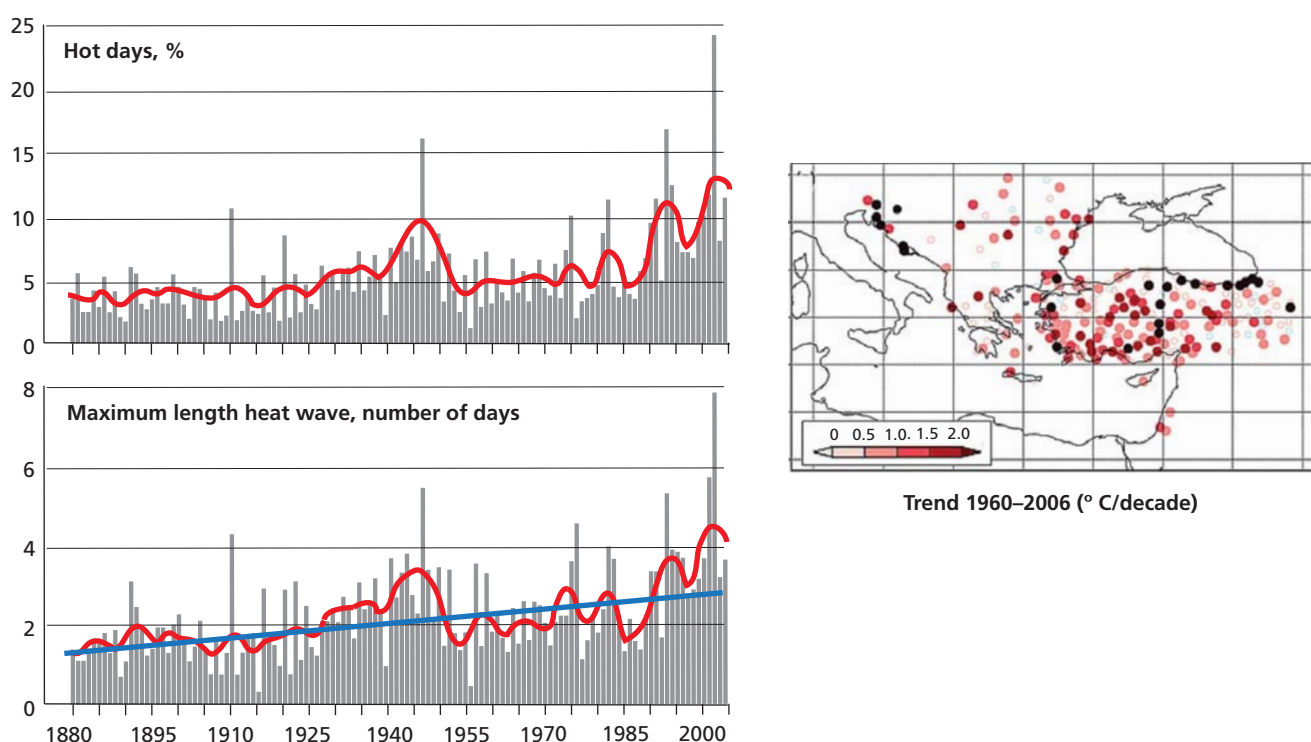 Hot days, %
25
20
15
10
5
0
Maximum length heat wave, number of days
8
6
4
2
0
1880 1895 1910 1925 1940 1955 1970 1985 2000
0 0.5 1.0. 1.5 2.0
Trend 1960–2006 (º C/decade)